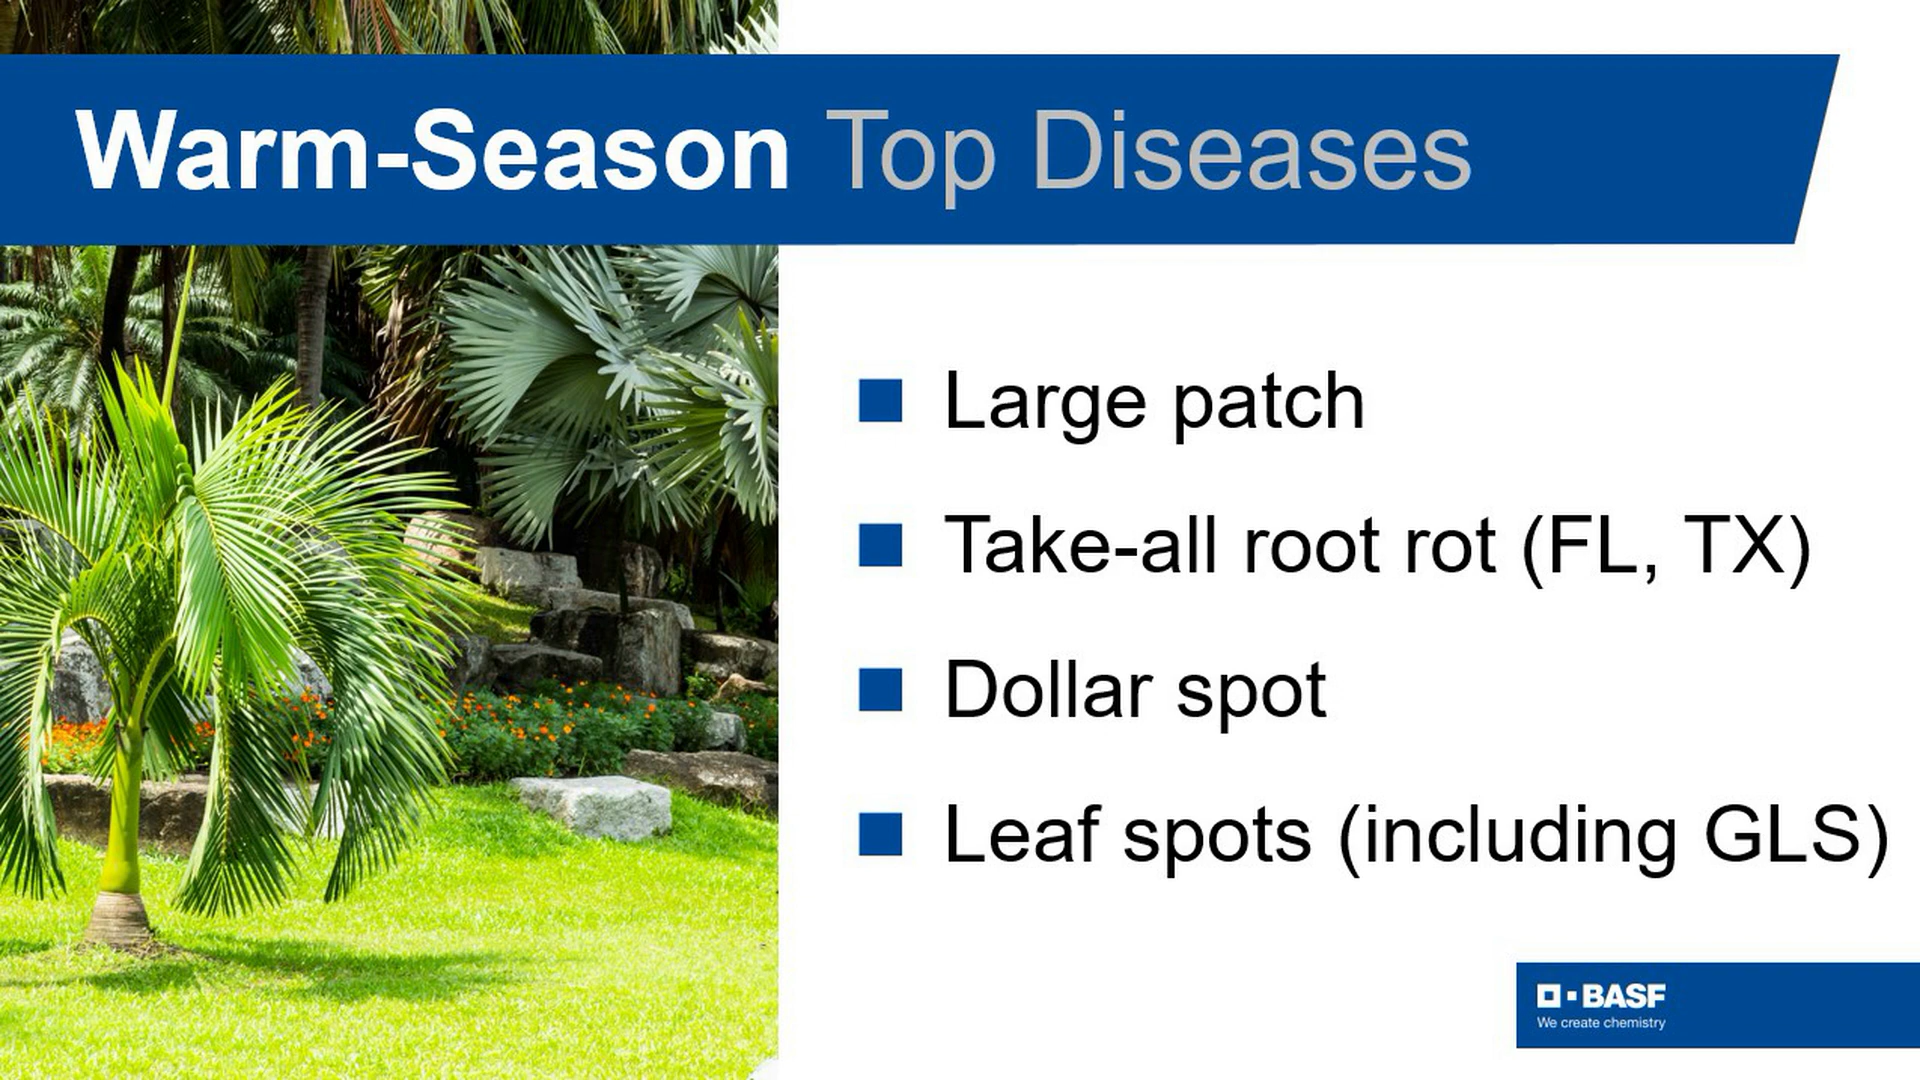 Warm-Season Top Diseases
Large patch
Take-all root rot (FL, TX)
Dollar spot
Leaf spots (including GLS)
BASF
We create chemistry